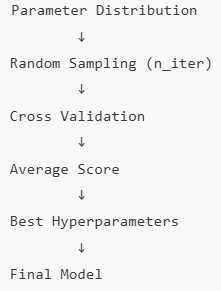 Parameter Distribution
↓
Random Sampling (n_iter)
↓
Cross Validation
↓
Average Score
↓
Best Hyperparameters
↓
Final Model